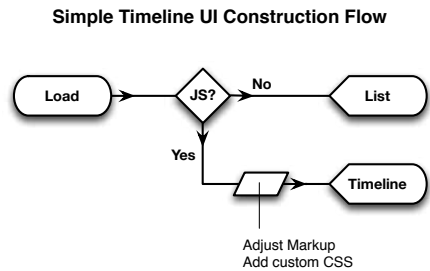 Simple Timeline UI Construction Flow
Load
JS?
No
List
Yes
Timeline
Adjust Markup
Add custom CSS